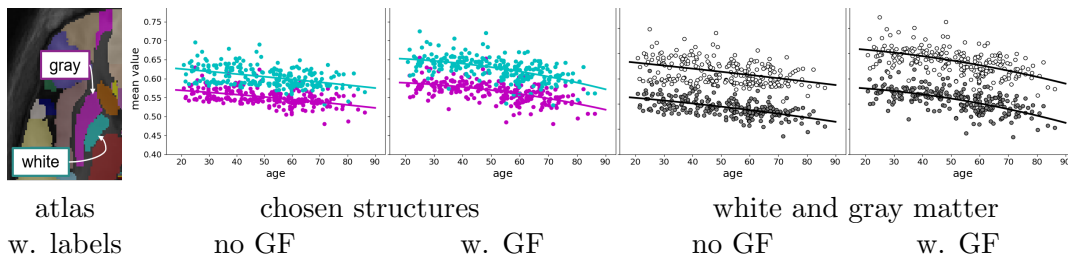 gray
white
mean value
0.75
0.70
0.65
0.60
0.55
0.50
0.45
0.40
20 30 40 50 60 70 80 90
age
20 30 40 50 60 70 80 90
age
20 30 40 50 60 70 80 90
age
20 30 40 50 60 70 80 90
age
atlas chosen structures white and gray matter
w. labels no GF w. GF no GF w. GF